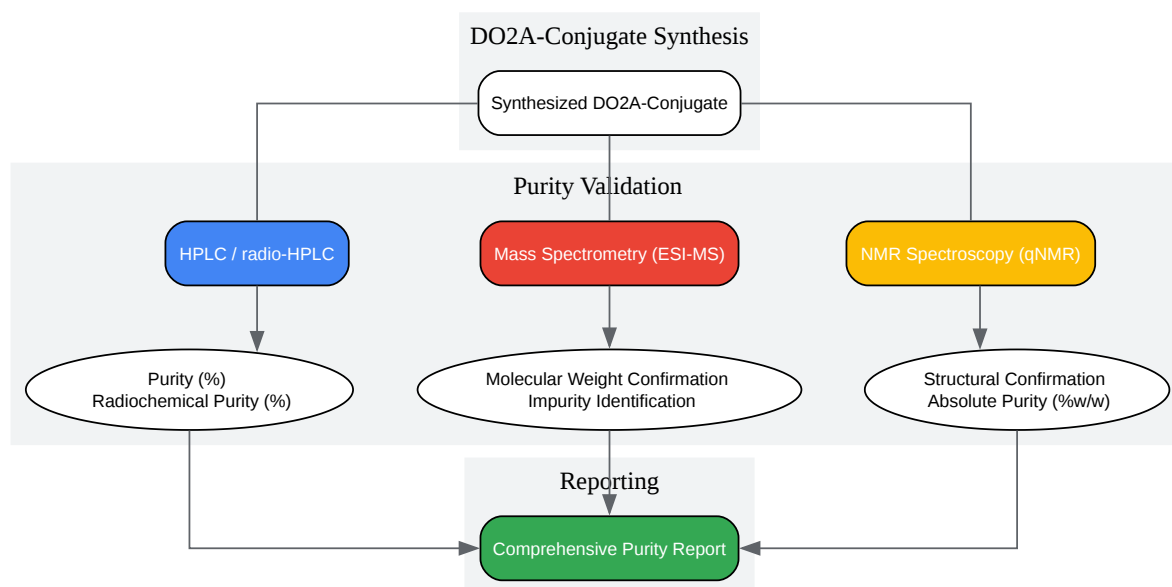 DO2A-Conjugate Synthesis
Synthesized DO2A-Conjugate
Purity Validation
HPLC / radio-HPLC
Mass Spectrometry (ESI-MS)
NMR Spectroscopy (qNMR)
Purity (%)
Radiochemical Purity (%)
Molecular Weight Confirmation
Impurity Identification
Structural Confirmation
Absolute Purity (%w/w)
Reporting
Comprehensive Purity Report